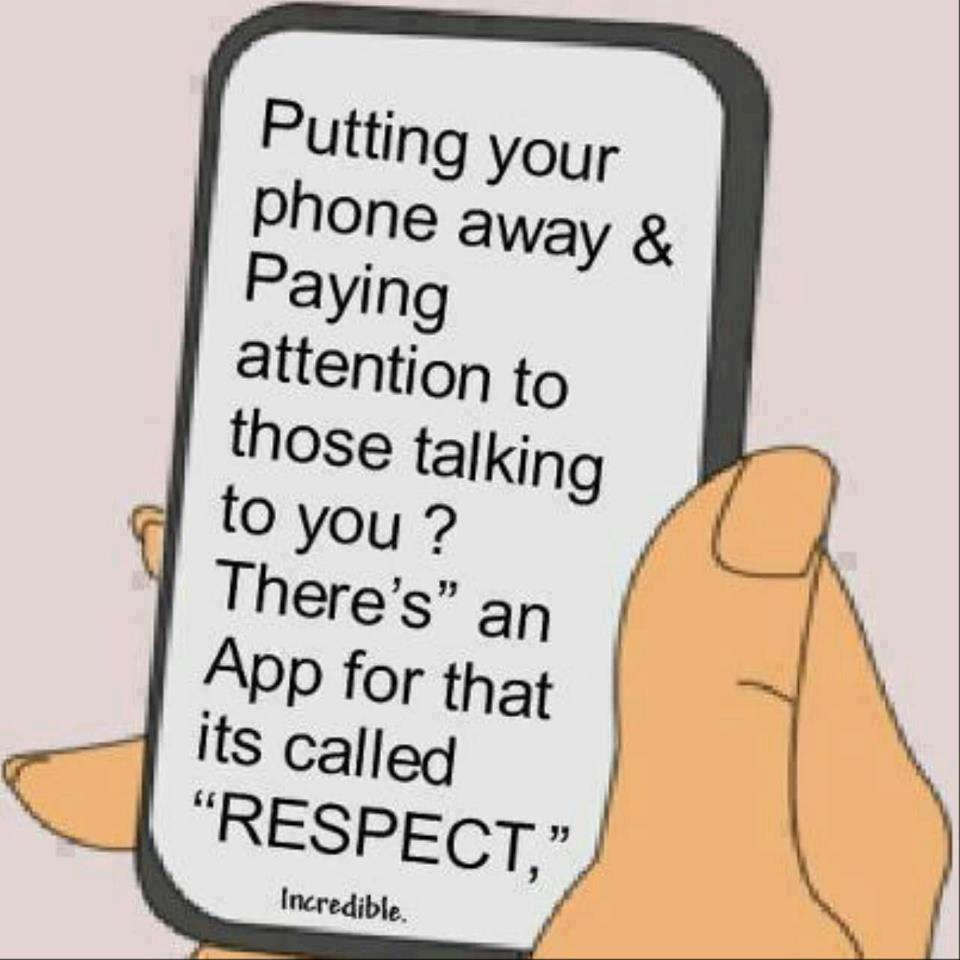 Putting your
phone away &
Paying
attention to
those talking
to you ?
There’s” an
App for that
its called
“RESPECT,”
Incredible.